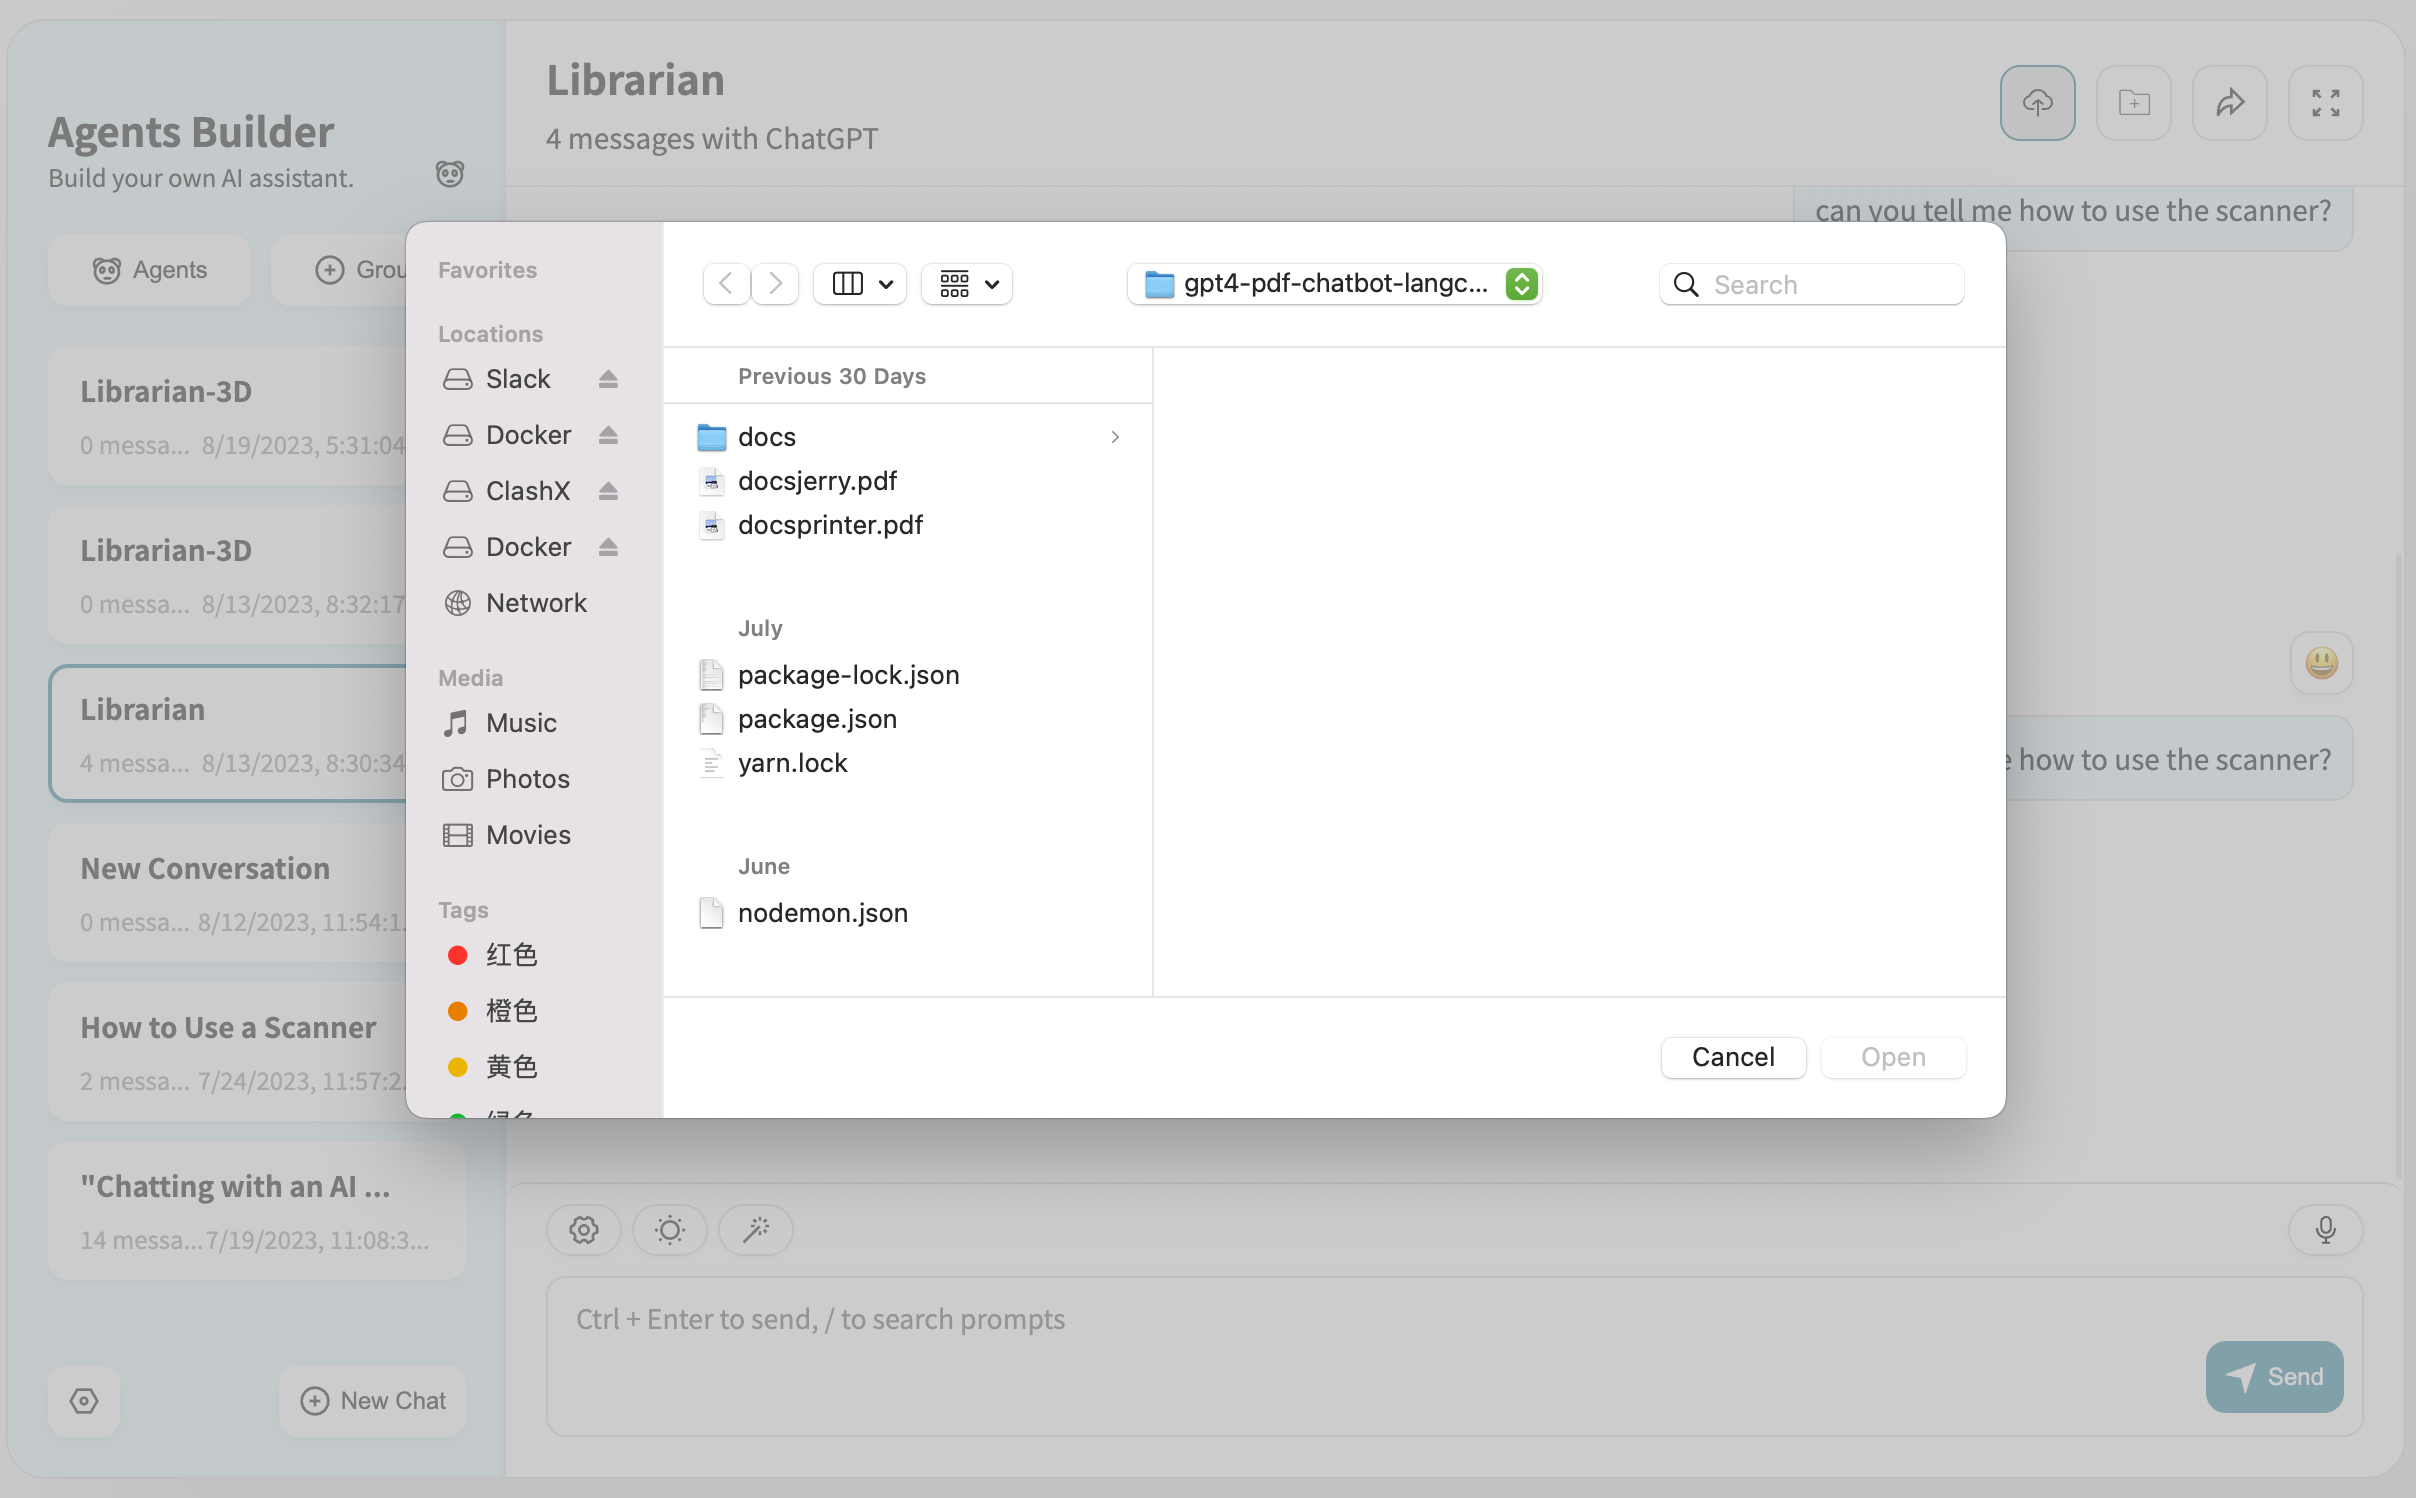 Agents Builder
Build your own AI assistant.
Agents
Grou
Librarian-3D
0 messa... 8/19/2023, 5:31:04
Librarian-3D
0 messa... 8/13/2023, 8:32:17
Librarian
4 messa... 8/13/2023, 8:30:34
New Conversation
0 messa... 8/12/2023, 11:54:1.
How to Use a Scanner
2 messa... 7/24/2023, 11:57:2.
"Chatting with an AI ...
14 messa... 7/19/2023, 11:08:3...
New Chat
Librarian
4 messages with ChatGPT
can you tell me how to use the scanner?
Favorites
Locations
Slack
Docker
ClashX
Docker
Network
Media
Music
Photos
Movies
Tags
红色
橙色
黄色
绿色
gpt4-pdf-chatbot-langc...
Search
Previous 30 Days
docs
docsjerry.pdf
docsprinter.pdf
July
package-lock.json
package.json
yarn.lock
June
nodemon.json
Cancel
Open
e how to use the scanner?
Ctrl + Enter to send, / to search prompts
Send